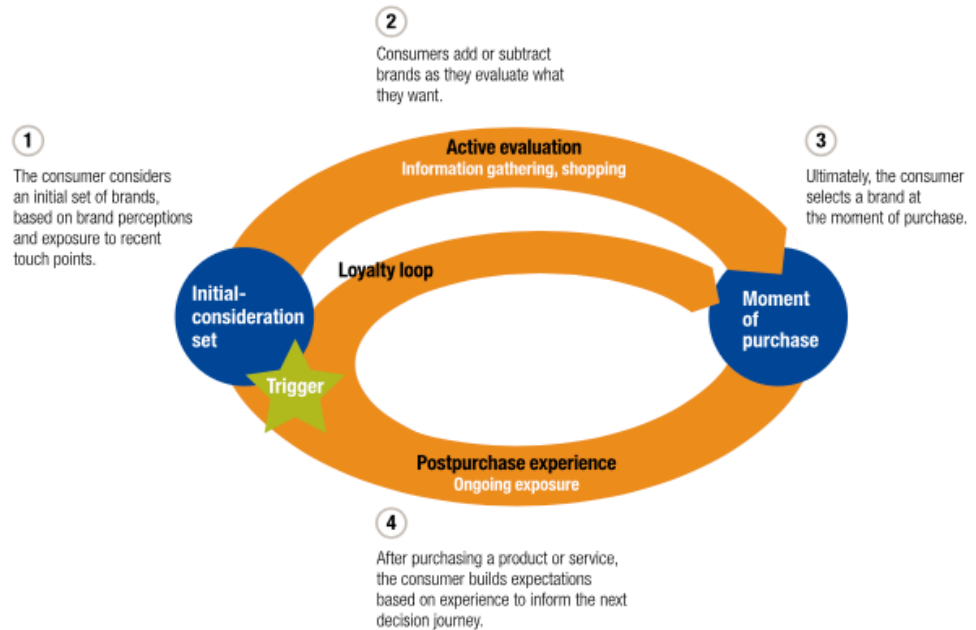 2
Consumers add or subtract
brands as they evaluate what
they want.
1
The consumer considers
an initial set of brands,
based on brand perceptions
and exposure to recent
touch points.
Active evaluation
Information gathering, shopping
3
Ultimately, the consumer
selects a brand at
the moment of purchase.
Loyalty loop
Initial-
consideration
set
Trigger
Moment
of
purchase
Postpurchase experience
Ongoing exposure
4
After purchasing a product or service,
the consumer builds expectations
based on experience to inform the next
decision journey.